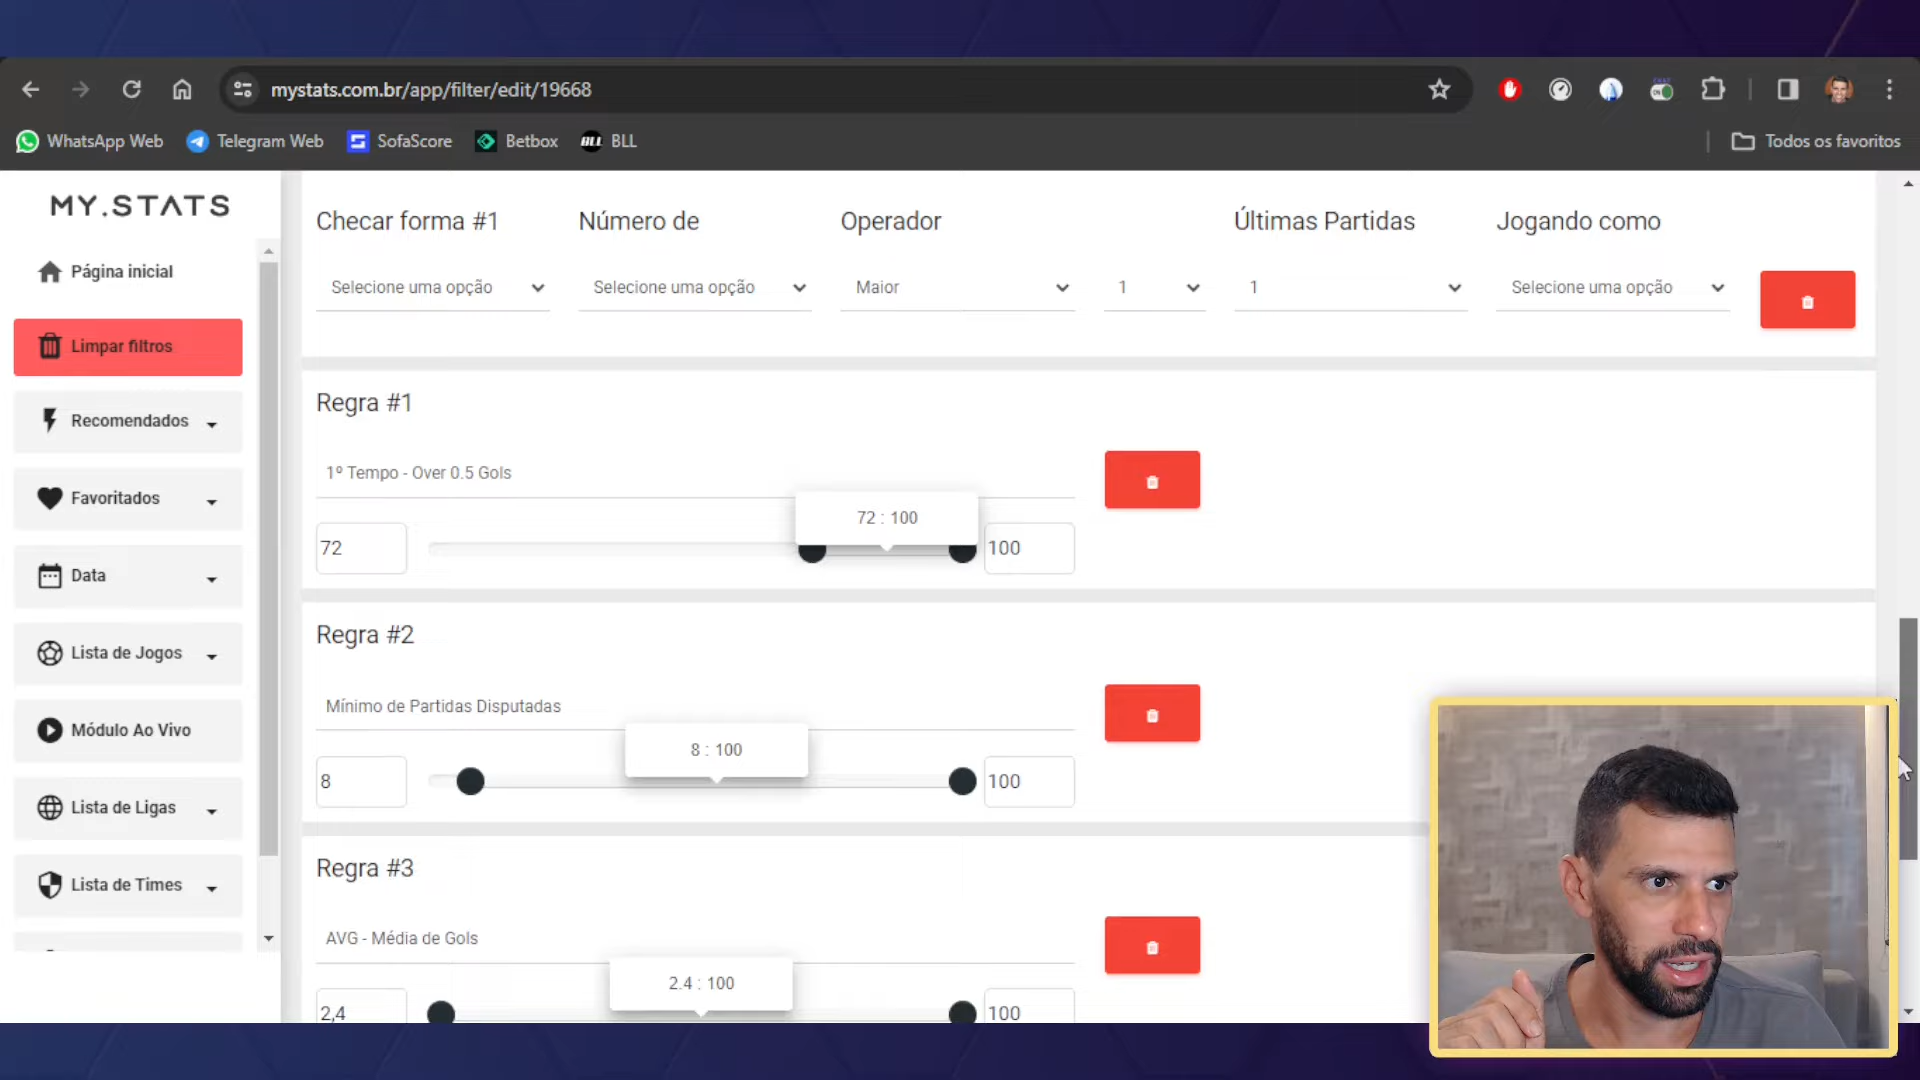 mystats.com.br/app/filter/edit/19668
WhatsApp Web
Telegram Web
SofaScore
Betbox
BLL BLL
Todos os favoritos
MY.STATS
Página inicial
Limpar filtros
Recomendados
Favoritados
Data
Lista de Jogos
Módulo Ao Vivo
Lista de Ligas
Lista de Times
Checar forma #1
Número de
Operador
Últimas Partidas
Jogando como
Selecione uma opção
Selecione uma opção
Maior
1
1
Selecione uma opção
Regra #1
1º Tempo - Over 0.5 Gols
72 : 100
72
100
Regra #2
Mínimo de Partidas Disputadas
8 : 100
8
100
Regra #3
AVG - Média de Gols
2.4 : 100
2,4
100